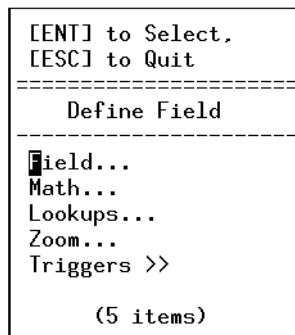 [ENT] to Select,
[ESC] to Quit
======================
Define Field
----------------------
Field...
Math...
Lookups...
Zoom...
Triggers >>
(5 items)